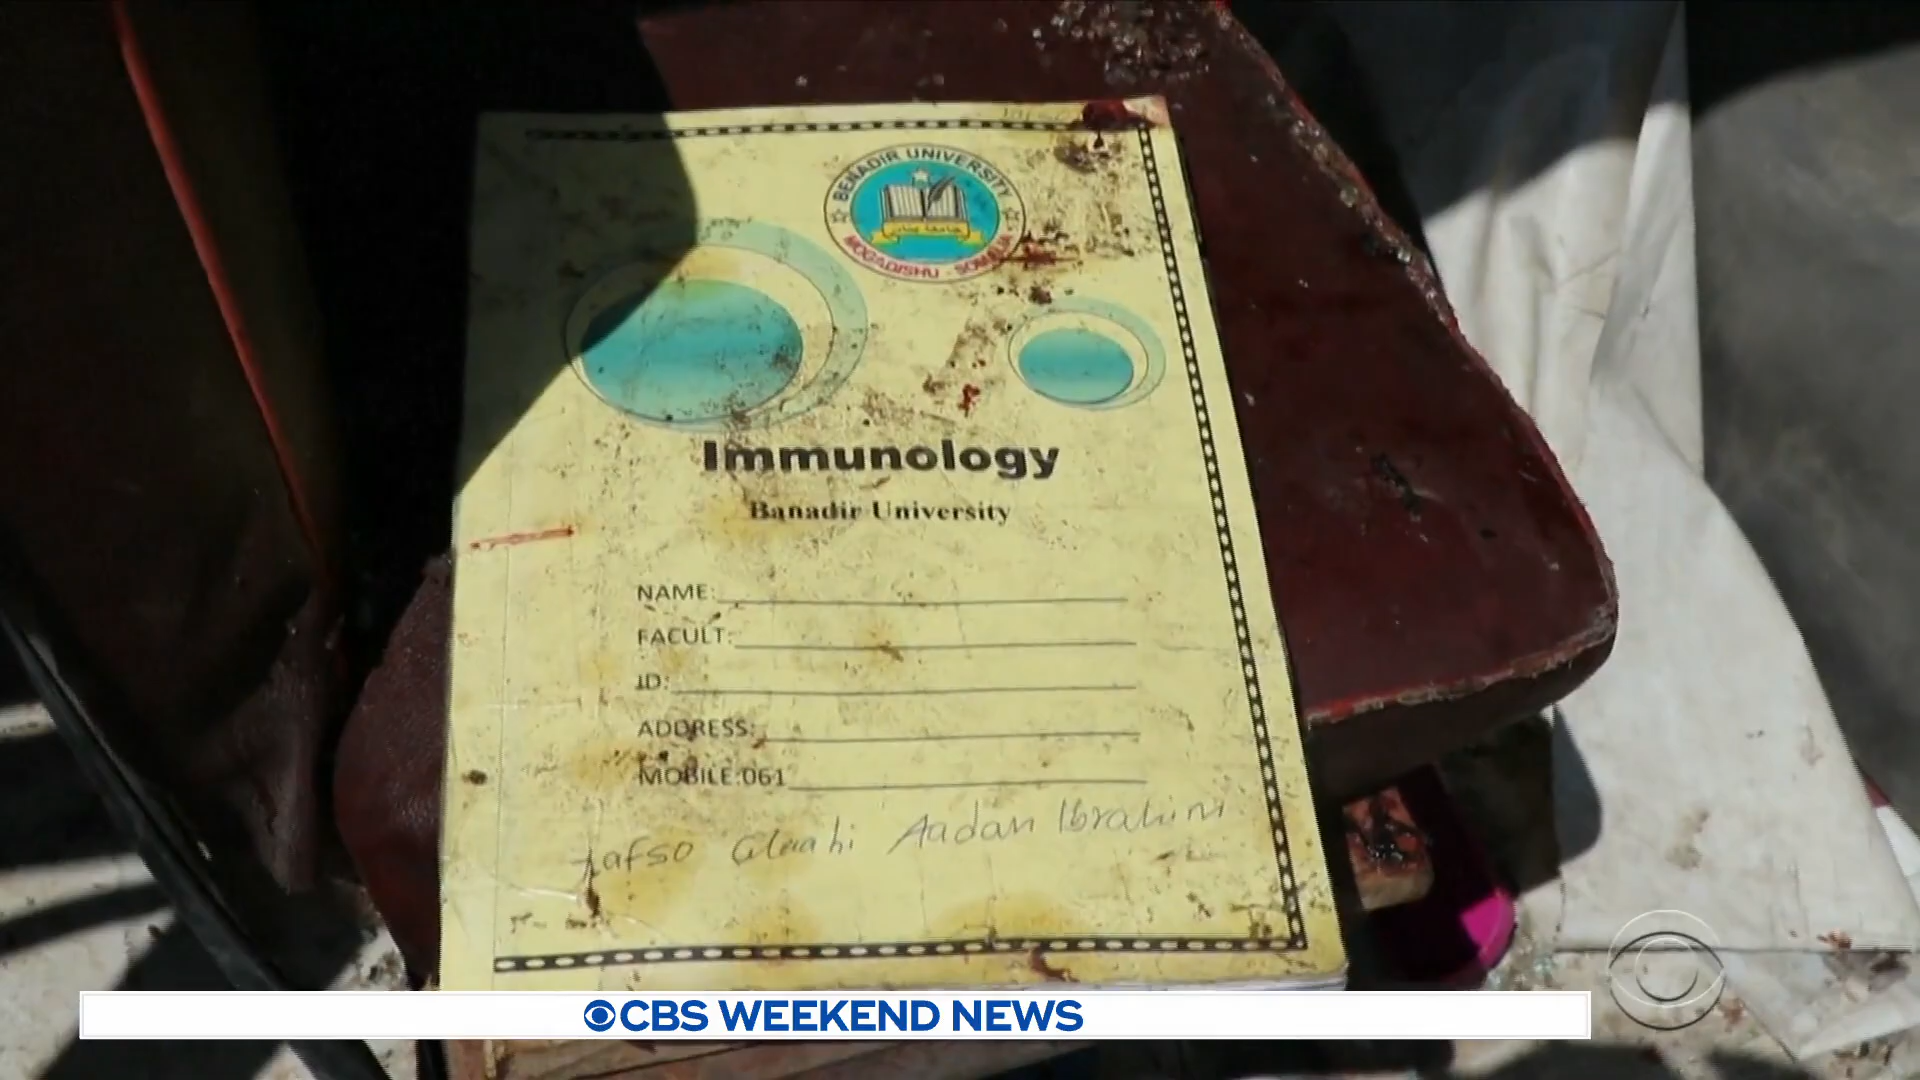 BENADIR UNIVERSITY
MOGADISHU - SOMALIA
Immunology
Banadir University
NAME:
FACULT:
ID:
ADDRESS:
MOBILE:061
Aadan Ibrahim
CBS WEEKEND NEWS